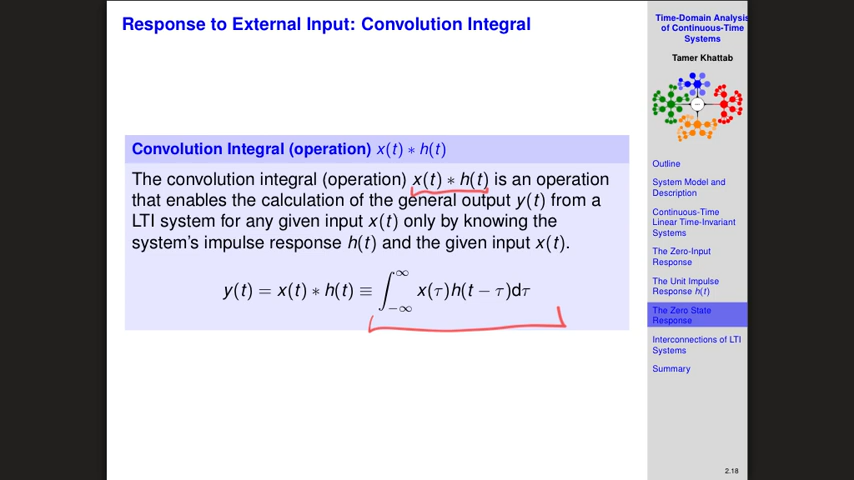 Response to External Input: Convolution Integral
Convolution Integral (operation) x(t) ∗ h(t)
The convolution integral (operation) x(t) ∗ h(t) is an operation
that enables the calculation of the general output y(t) from a
LTI system for any given input x(t) only by knowing the
system's impulse response h(t) and the given input x(t).
y(t) = x(t) ∗ h(t) ≡ ∫_{−∞}^{∞} x(τ)h(t − τ)dτ
Time-Domain Analysis
of Continuous-Time
Systems
Tamer Khattab
Outline
System Model and
Description
Continuous-Time
Linear Time-Invariant
Systems
The Zero-Input
Response
The Unit Impulse
Response h(t)
The Zero State
Response
Interconnections of LTI
Systems
Summary
2.18